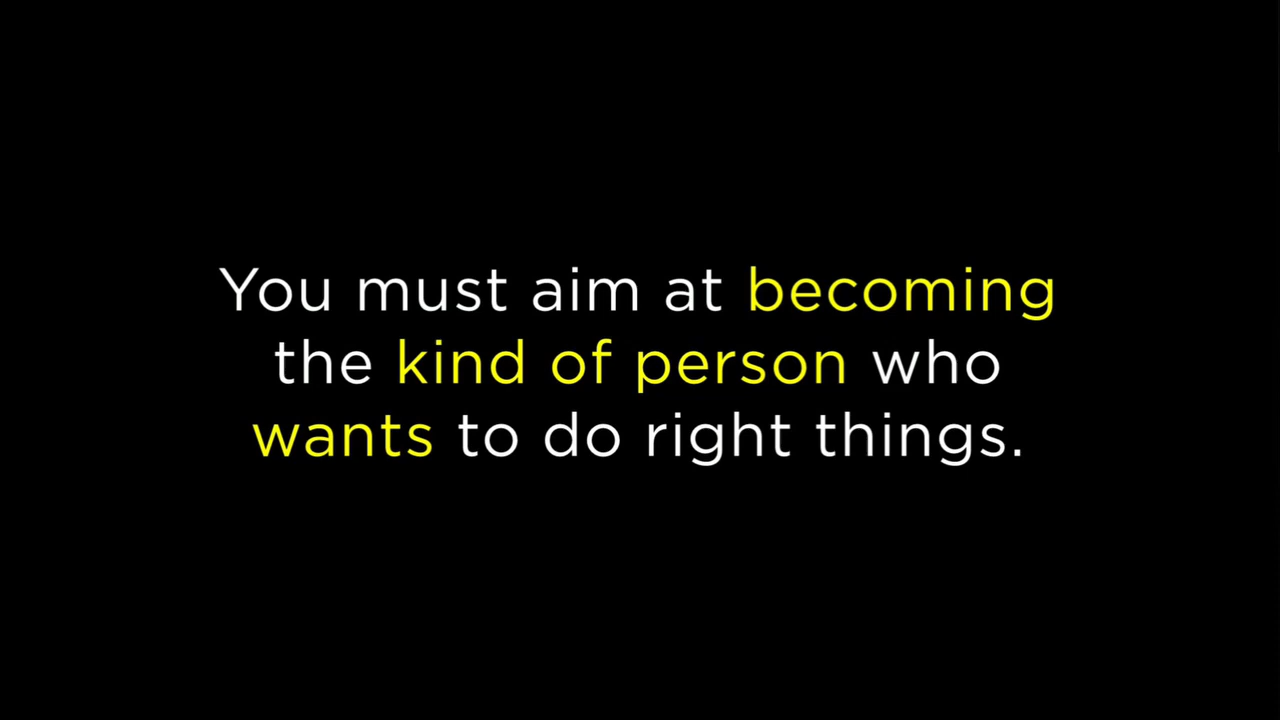 You must aim at becoming
the kind of person who
wants to do right things.